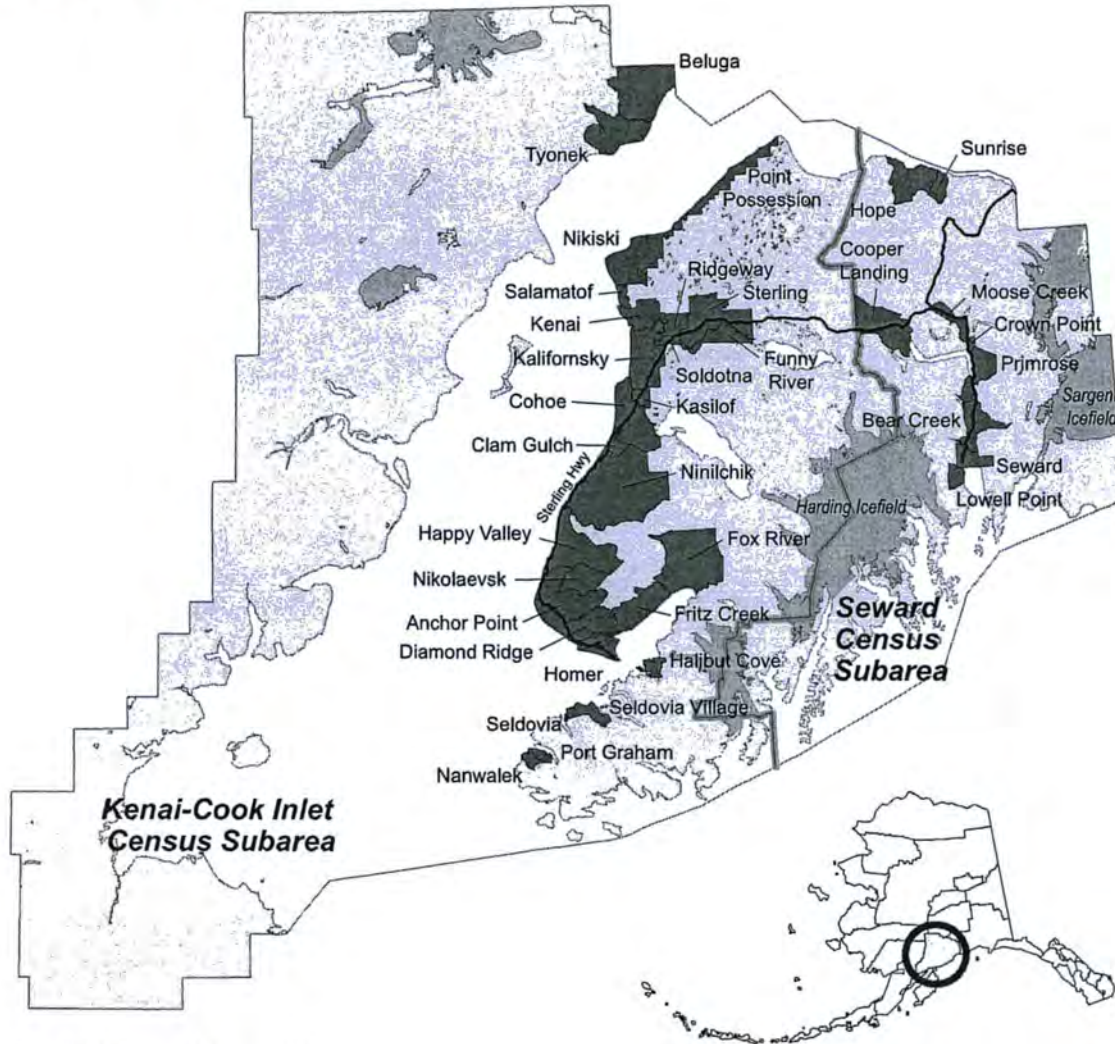 Beluga
Tyonek
Sunrise
Point
Possession
Hope
Nikiski
Cooper
Landing
Ridgeway
Salamatof
Sterling
Moose Creek
Kenai
Crown Point
Kalifornsky
Funny
River
Primrose
Soldotna
Cohoe
Kasilof
Sargent
Icefield
Bear Creek
Clam Gulch
Sterling Hwy
Ninilchik
Seward
Lowell Point
Harding Icefield
Happy Valley
Fox River
Nikolaevsk
Anchor Point
Fritz Creek
Seward
Census
Subarea
Diamond Ridge
Homer
Halibut Cove
Seldovia
Seldovia Village
Port Graham
Nanwalek
Kenai-Cook Inlet
Census Subarea